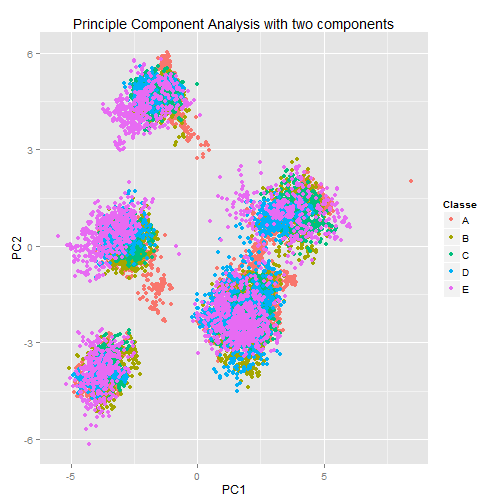 Principle Component Analysis with two components
6
3
0
-3
-6
PC2
-5
0
5
PC1
Classe
A
B
C
D
E